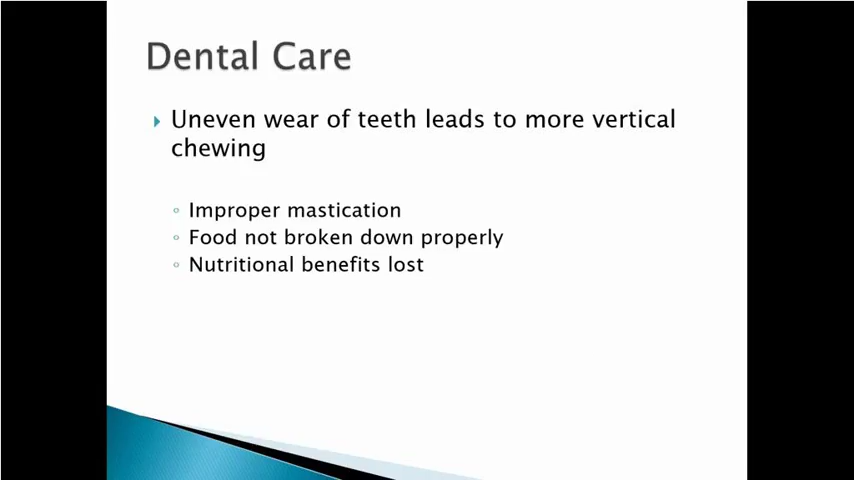 Dental Care
Uneven wear of teeth leads to more vertical
chewing
Improper mastication
Food not broken down properly
Nutritional benefits lost